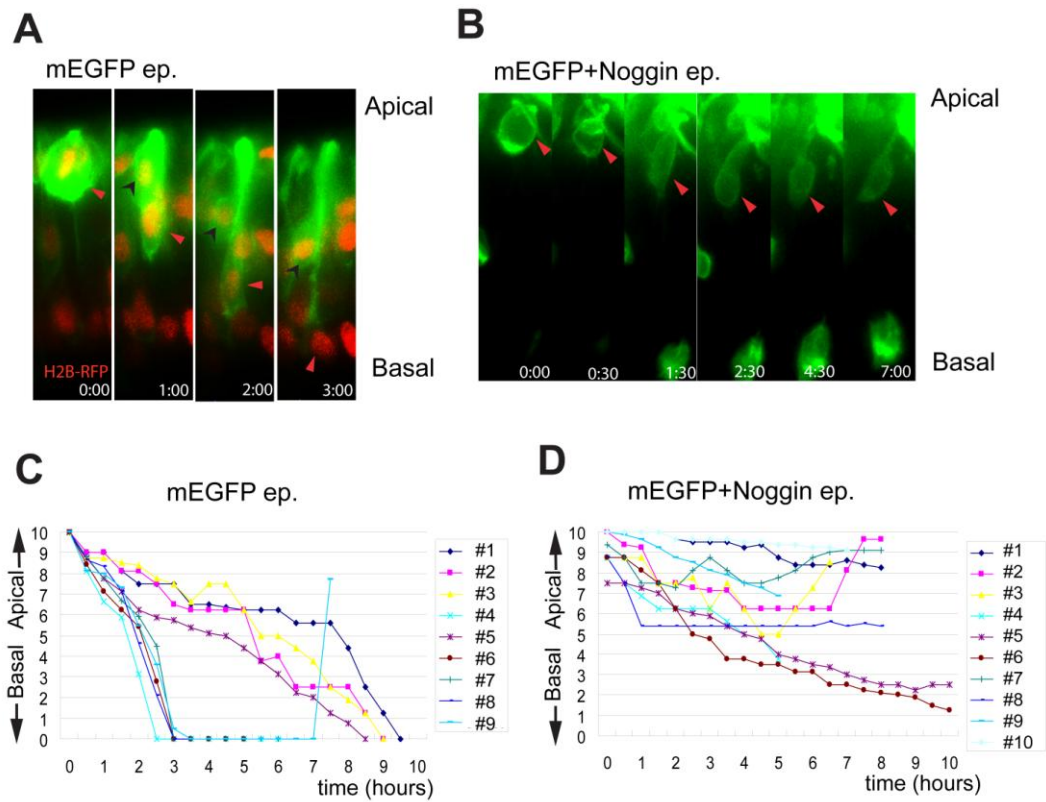 A
mEGFP ep.
Apical
H2B-RFP
0:00 1:00 2:00 3:00
Basal
B
mEGFP+Noggin ep.
Apical
0:00 0:30 1:30 2:30 4:30 7:00
Basal
C
mEGFP ep.
Basal Apical
10
9
8
7
6
5
4
3
2
1
0
0 1 2 3 4 5 6 7 8 9 10
time (hours)
#1
#2
#3
#4
#5
#6
#7
#8
#9
D
mEGFP+Noggin ep.
Basal Apical
10
9
8
7
6
5
4
3
2
1
0
0 1 2 3 4 5 6 7 8 9 10
time (hours)
#1
#2
#3
#4
#5
#6
#7
#8
#9
#10